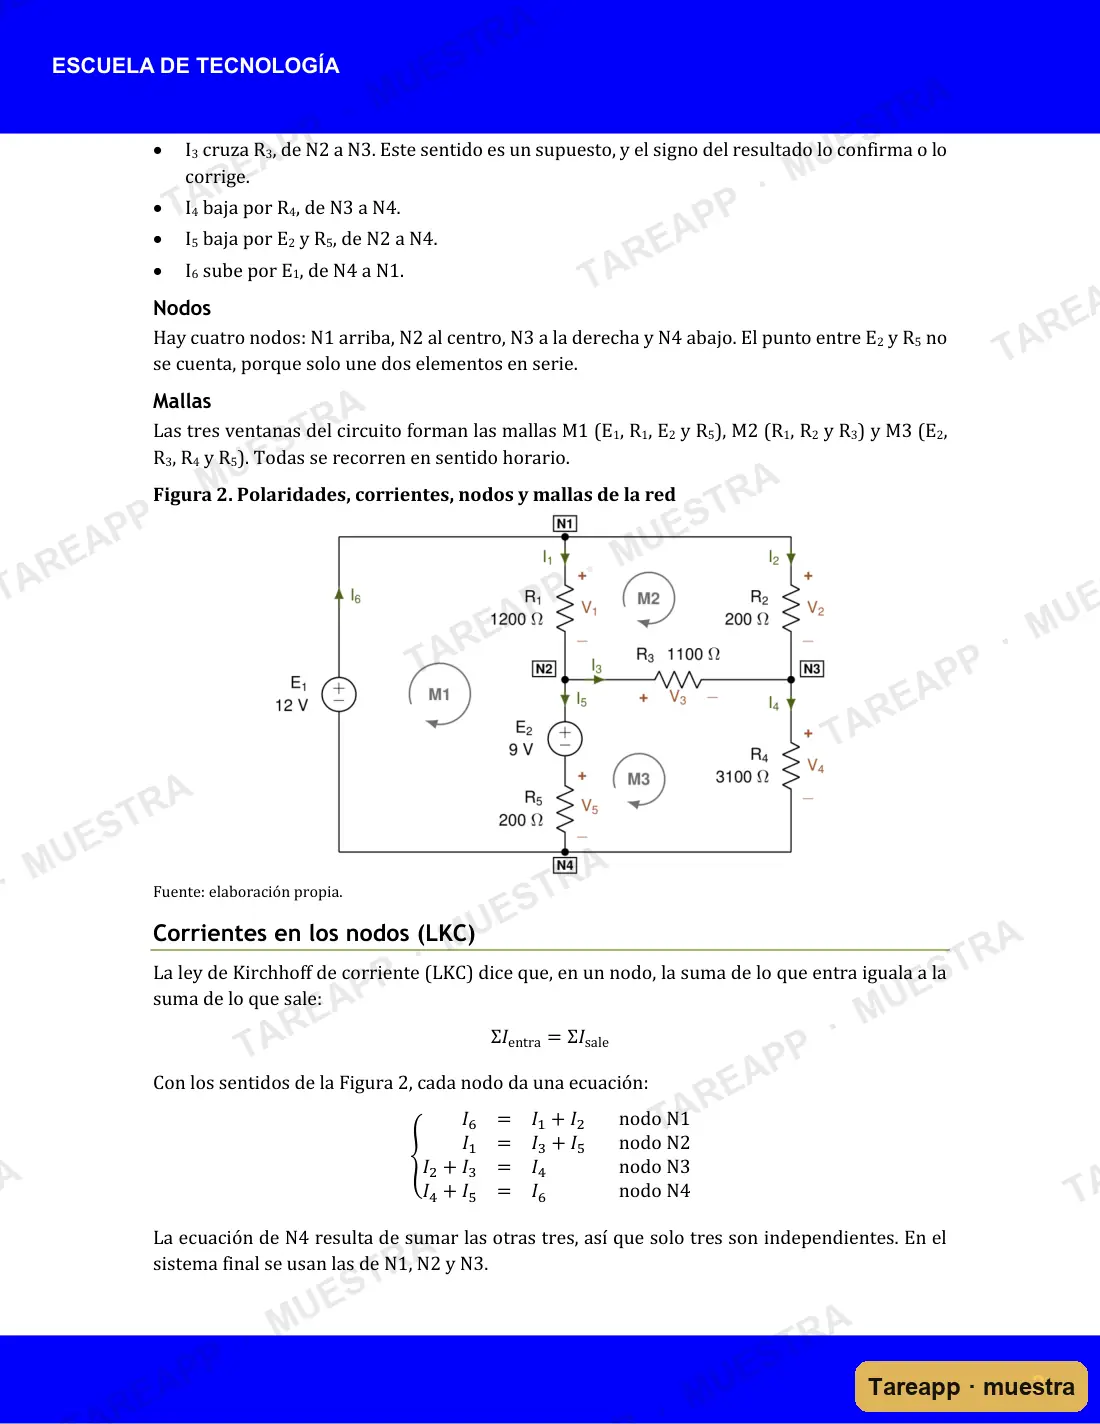 ESCUELA DE TECNOLOGÍA
• I₃ cruza R₃, de N2 a N3. Este sentido es un supuesto, y el signo del resultado lo confirma o lo
corrige.
• I₄ baja por R₄, de N3 a N4.
• I₅ baja por E₂ y R₅, de N2 a N4.
• I₆ sube por E₁, de N4 a N1.
Nodos
Hay cuatro nodos: N1 arriba, N2 al centro, N3 a la derecha y N4 abajo. El punto entre E₂ y R₅ no
se cuenta, porque solo une dos elementos en serie.
Mallas
Las tres ventanas del circuito forman las mallas M1 (E₁, R₁, E₂ y R₅), M2 (R₁, R₂ y R₃) y M3 (E₂,
R₃, R₄ y R₅). Todas se recorren en sentido horario.
Figura 2. Polaridades, corrientes, nodos y mallas de la red
N1
I₁
I₂
I₆
+
+
R₁
1200 Ω
V₁
M2
R₂
200 Ω
V₂
−
−
R₃ 1100 Ω
N2
I₃
N3
E₁
12 V
+
−
M1
I₅
+ V₃ −
I₄
E₂
9 V
+
−
+
R₄
3100 Ω
V₄
+
M3
−
R₅
200 Ω
V₅
−
N4
Fuente: elaboración propia.
Corrientes en los nodos (LKC)
La ley de Kirchhoff de corriente (LKC) dice que, en un nodo, la suma de lo que entra iguala a la
suma de lo que sale:
ΣI_entra = ΣI_sale
Con los sentidos de la Figura 2, cada nodo da una ecuación:
I₆ = I₁ + I₂ nodo N1
I₁ = I₃ + I₅ nodo N2
I₂ + I₃ = I₄ nodo N3
I₄ + I₅ = I₆ nodo N4
La ecuación de N4 resulta de sumar las otras tres, así que solo tres son independientes. En el
sistema final se usan las de N1, N2 y N3.
Tareapp · muestra
TAREAPP · MUESTRA